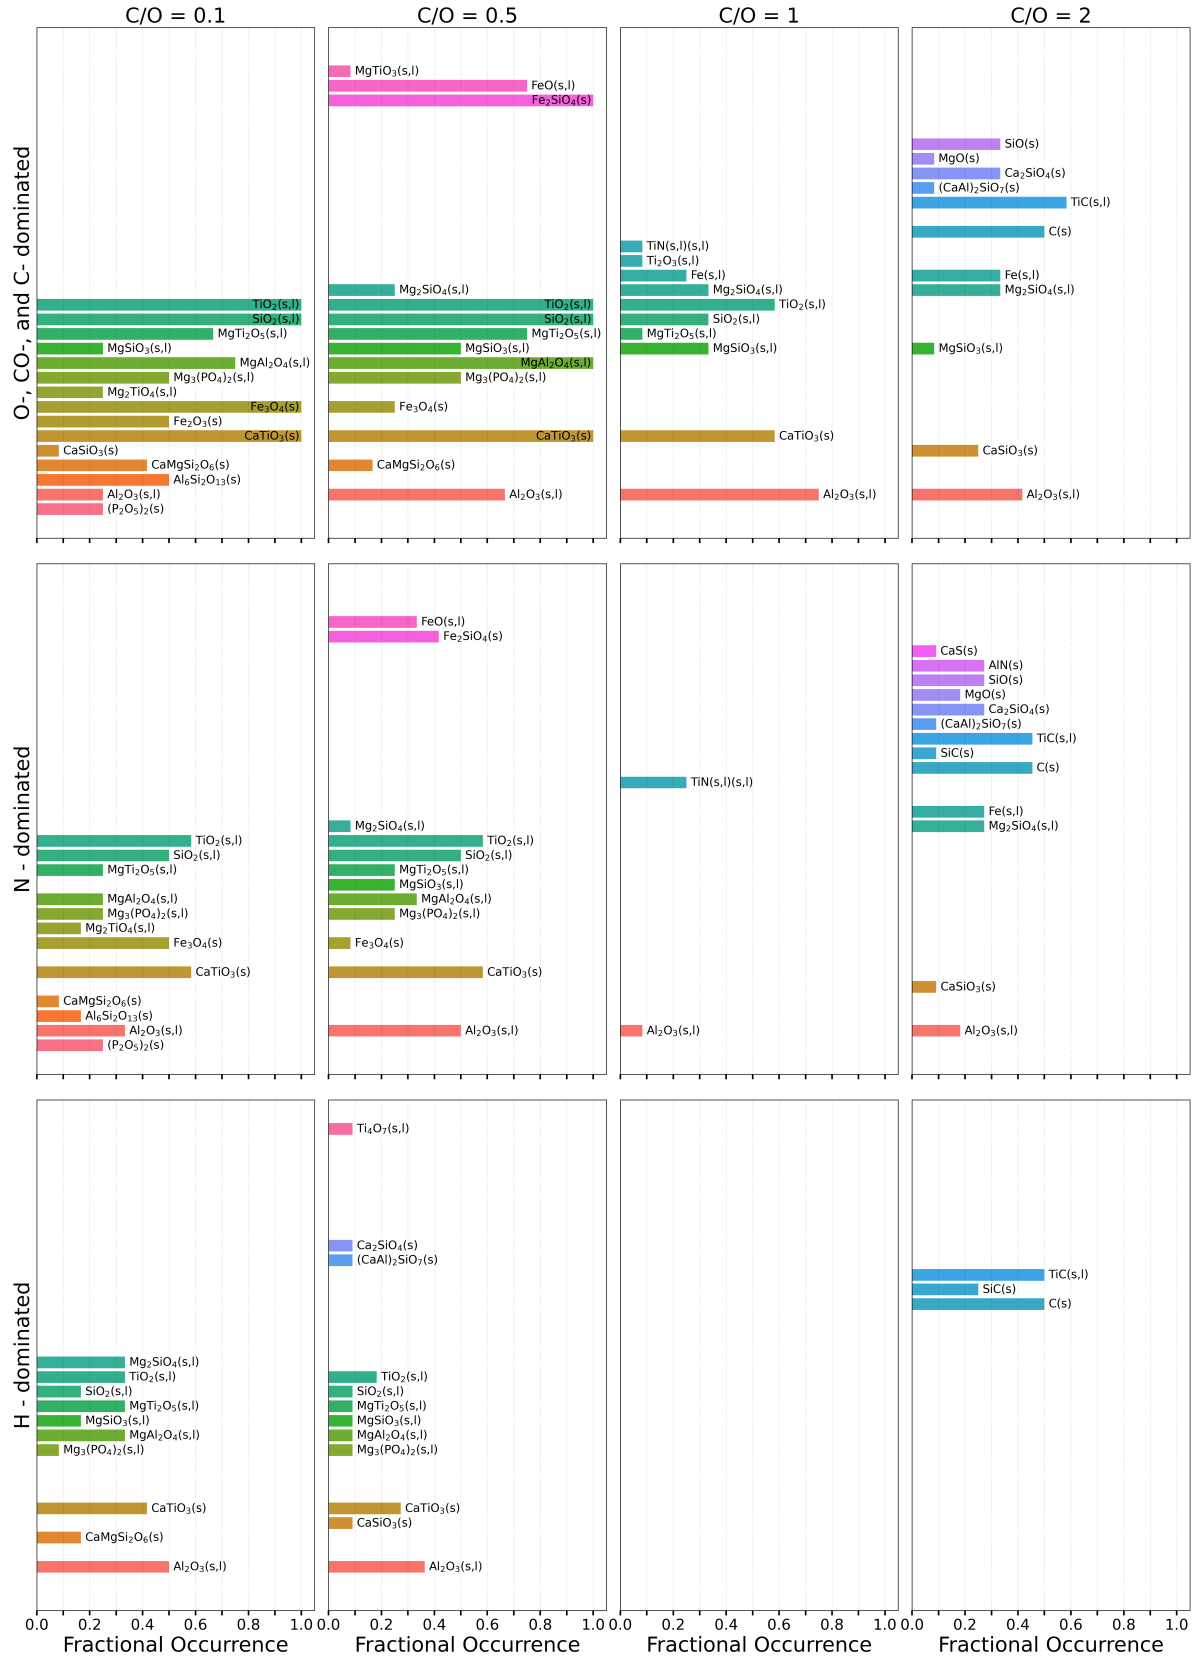 C/O = 0.1
C/O = 0.5
C/O = 1
C/O = 2
O-, CO-, and C- dominated
TiO₂(s,l)
SiO₂(s,l)
MgTi₂O₅(s,l)
MgSiO₃(s,l)
MgAl₂O₄(s,l)
Mg₃(PO₄)₂(s,l)
Mg₂TiO₄(s,l)
Fe₃O₄(s)
Fe₂O₃(s)
CaTiO₃(s)
CaSiO₃(s)
CaMgSi₂O₆(s)
Al₆Si₂O₁₃(s)
Al₂O₃(s,l)
(P₂O₅)₂(s)
MgTiO₃(s,l)
FeO(s,l)
Fe₂SiO₄(s)
Mg₂SiO₄(s,l)
TiO₂(s,l)
SiO₂(s,l)
MgTi₂O₅(s,l)
MgSiO₃(s,l)
MgAl₂O₄(s,l)
Mg₃(PO₄)₂(s,l)
Fe₃O₄(s)
CaTiO₃(s)
CaMgSi₂O₆(s)
Al₂O₃(s,l)
TiN(s,l)(s,l)
Ti₂O₃(s,l)
Fe(s,l)
Mg₂SiO₄(s,l)
TiO₂(s,l)
SiO₂(s,l)
MgTi₂O₅(s,l)
MgSiO₃(s,l)
CaTiO₃(s)
Al₂O₃(s,l)
SiO(s)
MgO(s)
Ca₂SiO₄(s)
(CaAl)₂SiO₇(s)
TiC(s,l)
C(s)
Fe(s,l)
Mg₂SiO₄(s,l)
MgSiO₃(s,l)
CaSiO₃(s)
Al₂O₃(s,l)
N - dominated
TiO₂(s,l)
SiO₂(s,l)
MgTi₂O₅(s,l)
MgAl₂O₄(s,l)
Mg₃(PO₄)₂(s,l)
Mg₂TiO₄(s,l)
Fe₃O₄(s)
CaTiO₃(s)
CaMgSi₂O₆(s)
Al₆Si₂O₁₃(s)
Al₂O₃(s,l)
(P₂O₅)₂(s)
FeO(s,l)
Fe₂SiO₄(s)
Mg₂SiO₄(s,l)
TiO₂(s,l)
SiO₂(s,l)
MgTi₂O₅(s,l)
MgSiO₃(s,l)
MgAl₂O₄(s,l)
Mg₃(PO₄)₂(s,l)
Fe₃O₄(s)
CaTiO₃(s)
Al₂O₃(s,l)
TiN(s,l)(s,l)
Al₂O₃(s,l)
CaS(s)
AlN(s)
SiO(s)
MgO(s)
Ca₂SiO₄(s)
(CaAl)₂SiO₇(s)
TiC(s,l)
SiC(s)
C(s)
Fe(s,l)
Mg₂SiO₄(s,l)
CaSiO₃(s)
Al₂O₃(s,l)
H - dominated
Mg₂SiO₄(s,l)
TiO₂(s,l)
SiO₂(s,l)
MgTi₂O₅(s,l)
MgSiO₃(s,l)
MgAl₂O₄(s,l)
Mg₃(PO₄)₂(s,l)
CaTiO₃(s)
CaMgSi₂O₆(s)
Al₂O₃(s,l)
Ti₄O₇(s,l)
Ca₂SiO₄(s)
(CaAl)₂SiO₇(s)
TiO₂(s,l)
SiO₂(s,l)
MgTi₂O₅(s,l)
MgSiO₃(s,l)
MgAl₂O₄(s,l)
Mg₃(PO₄)₂(s,l)
CaTiO₃(s)
CaSiO₃(s)
Al₂O₃(s,l)
TiC(s,l)
SiC(s)
C(s)
0.0 0.2 0.4 0.6 0.8 1.0
0.0 0.2 0.4 0.6 0.8 1.0
0.0 0.2 0.4 0.6 0.8 1.0
0.0 0.2 0.4 0.6 0.8 1.0
Fractional Occurrence
Fractional Occurrence
Fractional Occurrence
Fractional Occurrence